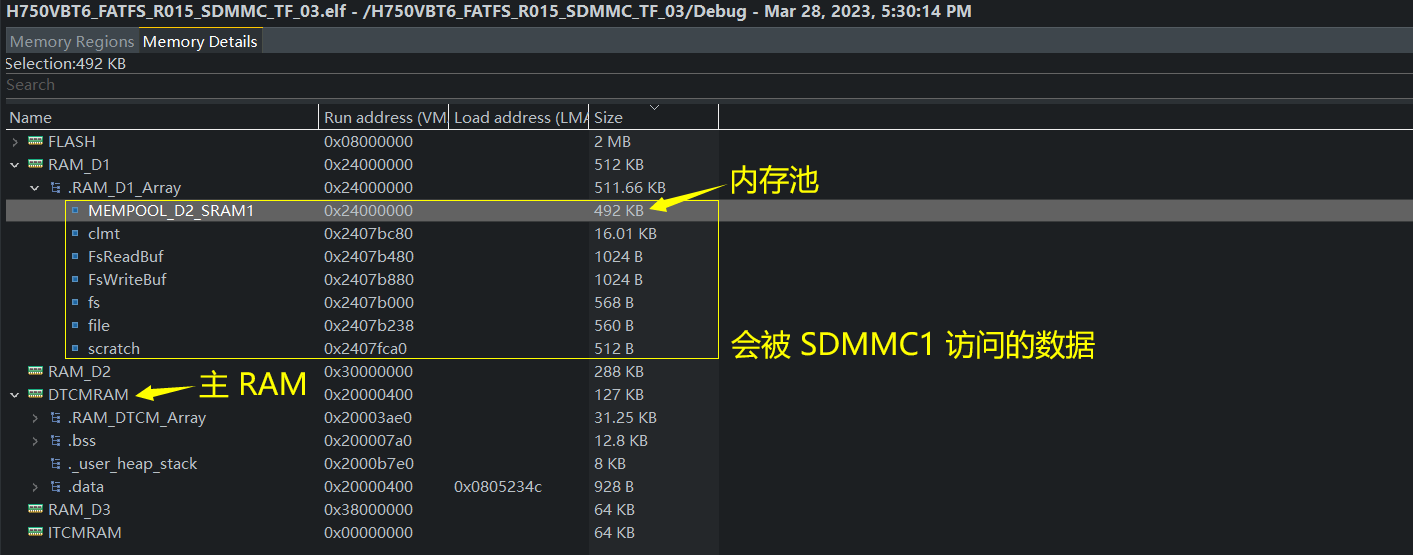 H750VBT6_FATFS_R015_SDMMC_TF_03.elf - /H750VBT6_FATFS_R015_SDMMC_TF_03/Debug - Mar 28, 2023, 5:30:14 PM
Memory Regions Memory Details
Selection:492 KB
Search
Name Run address (VM Load address (LMA Size
FLASH 0x08000000 2 MB
RAM_D1 0x24000000 512 KB
.RAM_D1_Array 0x24000000 511.66 KB
内存池
MEMPOOL_D2_SRAM1 0x24000000 492 KB
clmt 0x2407bc80 16.01 KB
FsReadBuf 0x2407b480 1024 B
FsWriteBuf 0x2407b880 1024 B
fs 0x2407b000 568 B
file 0x2407b238 560 B
scratch 0x2407fca0 512 B
会被 SDMMC1 访问的数据
RAM_D2 0x30000000 288 KB
DTCMRAM 主 RAM 0x20000400 127 KB
.RAM_DTCM_Array 0x20003ae0 31.25 KB
.bss 0x200007a0 12.8 KB
._user_heap_stack 0x2000b7e0 8 KB
.data 0x20000400 0x0805234c 928 B
RAM_D3 0x38000000 64 KB
ITCMRAM 0x00000000 64 KB